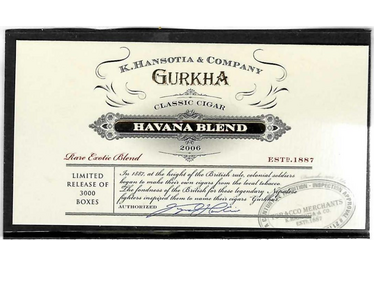 K. HANSOTIA & COMPANY
GURKHA
CLASSIC CIGAR
HAVANA BLEND
2006
Rare Exotic Blend
ESTD.1887
LIMITED
RELEASE OF
3000
BOXES
In 1887, at the height of the British rule, colonial soldiers
began to make their own cigars from the local tobacco.
The fondness of the British for these legendary Nepalese
fighters inspired them to name their cigars "Gurkha".
AUTHORIZED
TOBACCO MERCHANTS
ESTD.1887